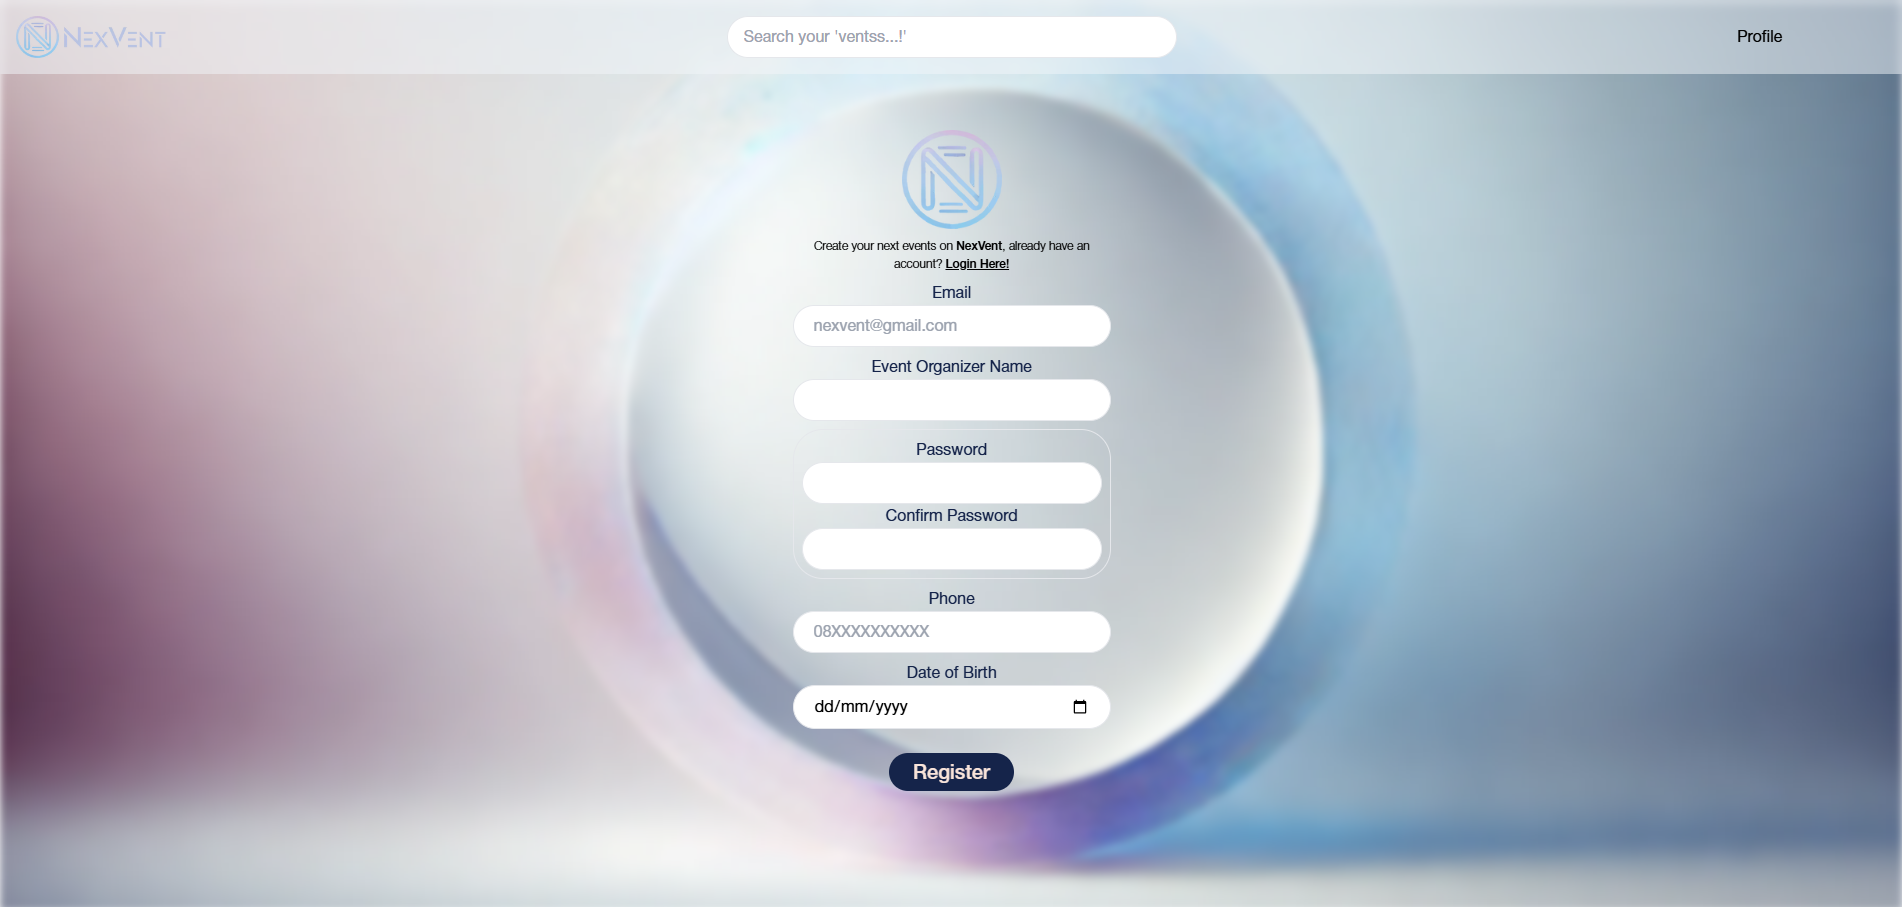 NEXVENT
Search your 'ventss...!'
Profile
N
Create your next events on NexVent, already have an
account? Login Here!
Email
nexvent@gmail.com
Event Organizer Name
Password
Confirm Password
Phone
08XXXXXXXXXX
Date of Birth
dd/mm/yyyy
Register